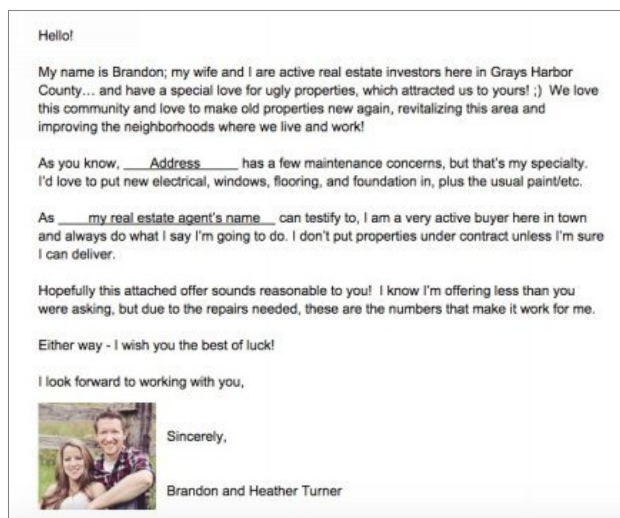 Hello!
My name is Brandon; my wife and I are active real estate investors here in Grays Harbor
County... and have a special love for ugly properties, which attracted us to yours! ;)  We love
this community and love to make old properties new again, revitalizing this area and
improving the neighborhoods where we live and work!
As you know, ____Address______ has a few maintenance concerns, but that's my specialty.
I'd love to put new electrical, windows, flooring, and foundation in, plus the usual paint/etc.
As _____my real estate agent's name__ can testify to, I am a very active buyer here in town
and always do what I say I'm going to do. I don't put properties under contract unless I'm sure
I can deliver.
Hopefully this attached offer sounds reasonable to you!  I know I'm offering less than you
were asking, but due to the repairs needed, these are the numbers that make it work for me.
Either way - I wish you the best of luck!
I look forward to working with you,
Sincerely,
Brandon and Heather Turner